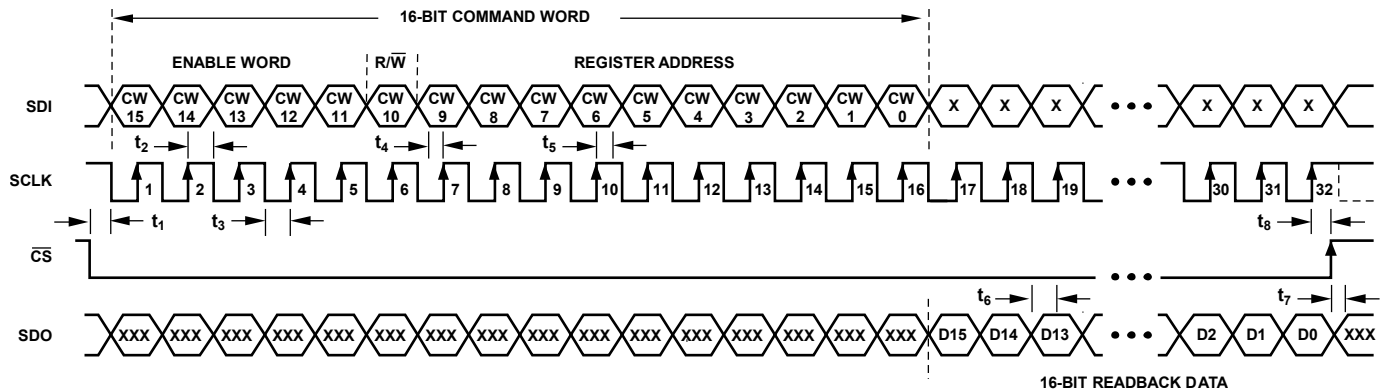 16-BIT COMMAND WORD
ENABLE WORD R/W̅ REGISTER ADDRESS
SDI CW 15 CW 14 CW 13 CW 12 CW 11 CW 10 CW 9 CW 8 CW 7 CW 6 CW 5 CW 4 CW 3 CW 2 CW 1 CW 0 X X X X X X
t2 t4 t5
SCLK 1 2 3 4 5 6 7 8 9 10 11 12 13 14 15 16 17 18 19 30 31 32
t1 t3 t8
C̅S̅
t6 t7
SDO XXX XXX XXX XXX XXX XXX XXX XXX XXX XXX XXX XXX XXX XXX XXX XXX D15 D14 D13 D2 D1 D0 XXX
16-BIT READBACK DATA